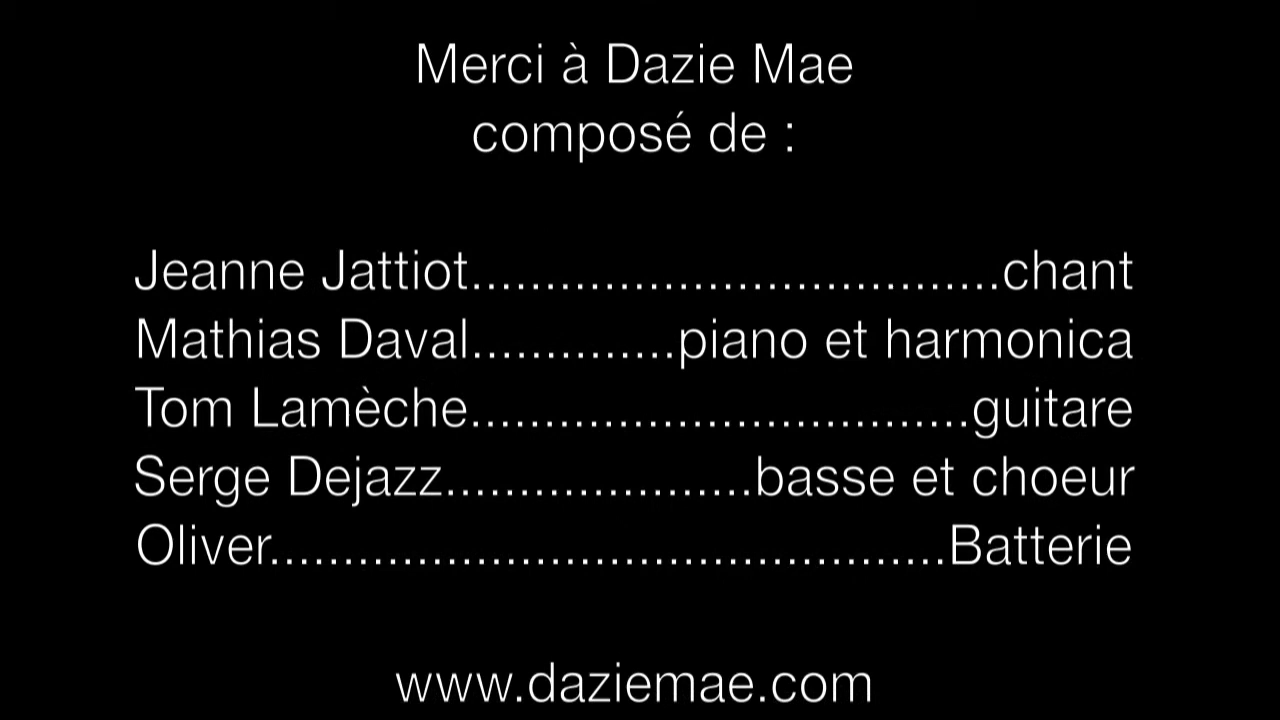 Merci à Dazie Mae
composé de :
Jeanne Jattiot....................................chant
Mathias Daval..............piano et harmonica
Tom Lamèche..................................guitare
Serge Dejazz.....................basse et choeur
Oliver..............................................Batterie
www.daziemae.com